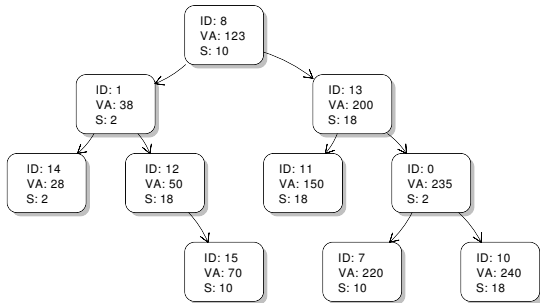 ID: 8
VA: 123
S: 10
ID: 1
VA: 38
S: 2
ID: 13
VA: 200
S: 18
ID: 14
VA: 28
S: 2
ID: 12
VA: 50
S: 18
ID: 11
VA: 150
S: 18
ID: 0
VA: 235
S: 2
ID: 15
VA: 70
S: 10
ID: 7
VA: 220
S: 10
ID: 10
VA: 240
S: 18